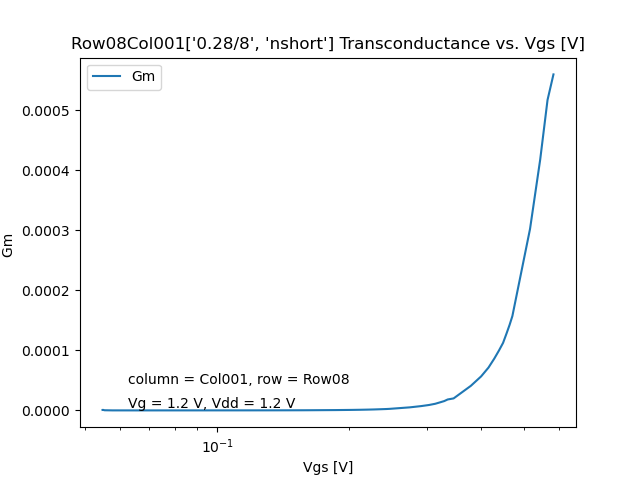 Row08Col001['0.28/8', 'nshort'] Transconductance vs. Vgs [V]
Gm
0.0005
0.0004
0.0003
0.0002
0.0001
0.0000
Gm
column = Col001, row = Row08
Vg = 1.2 V, Vdd = 1.2 V
10⁻¹
Vgs [V]